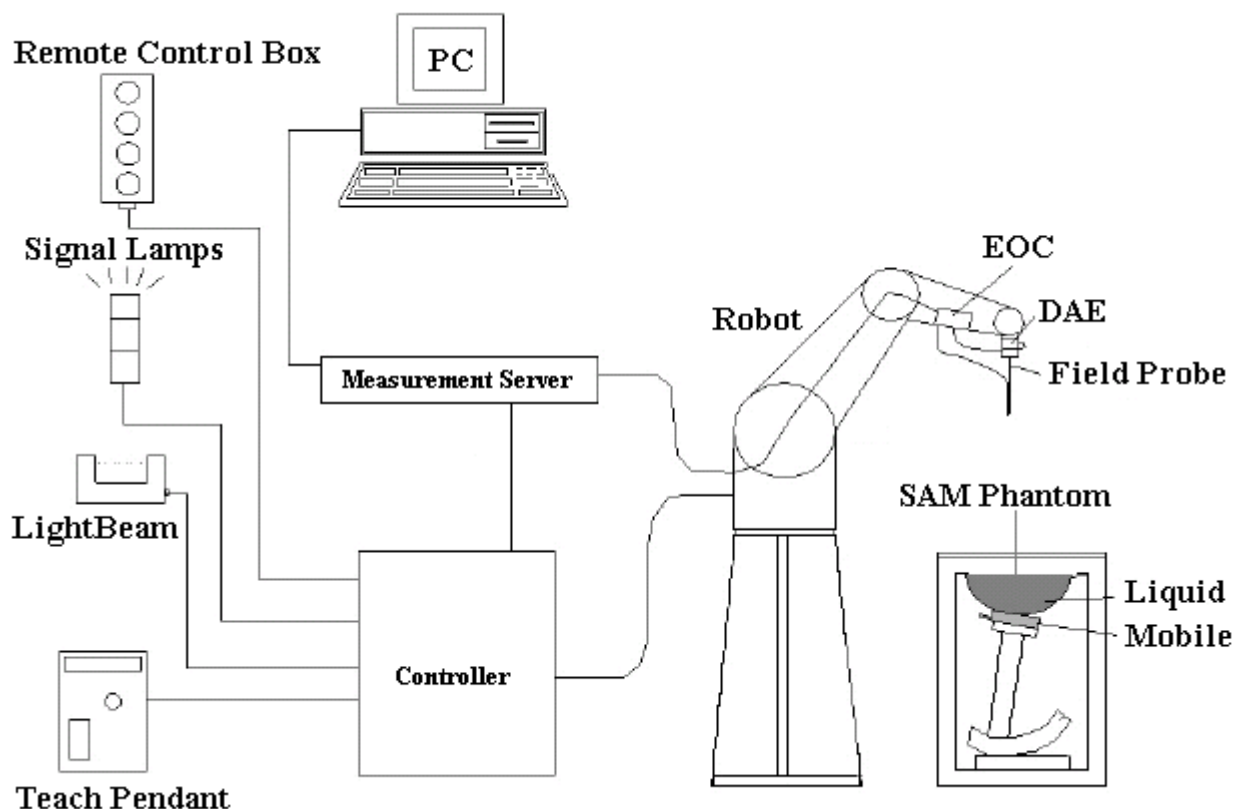 Remote Control Box
PC
Signal Lamps
EOC
DAE
Robot
Field Probe
Measurement Server
LightBeam
SAM Phantom
Liquid
Mobile
Controller
Teach Pendant